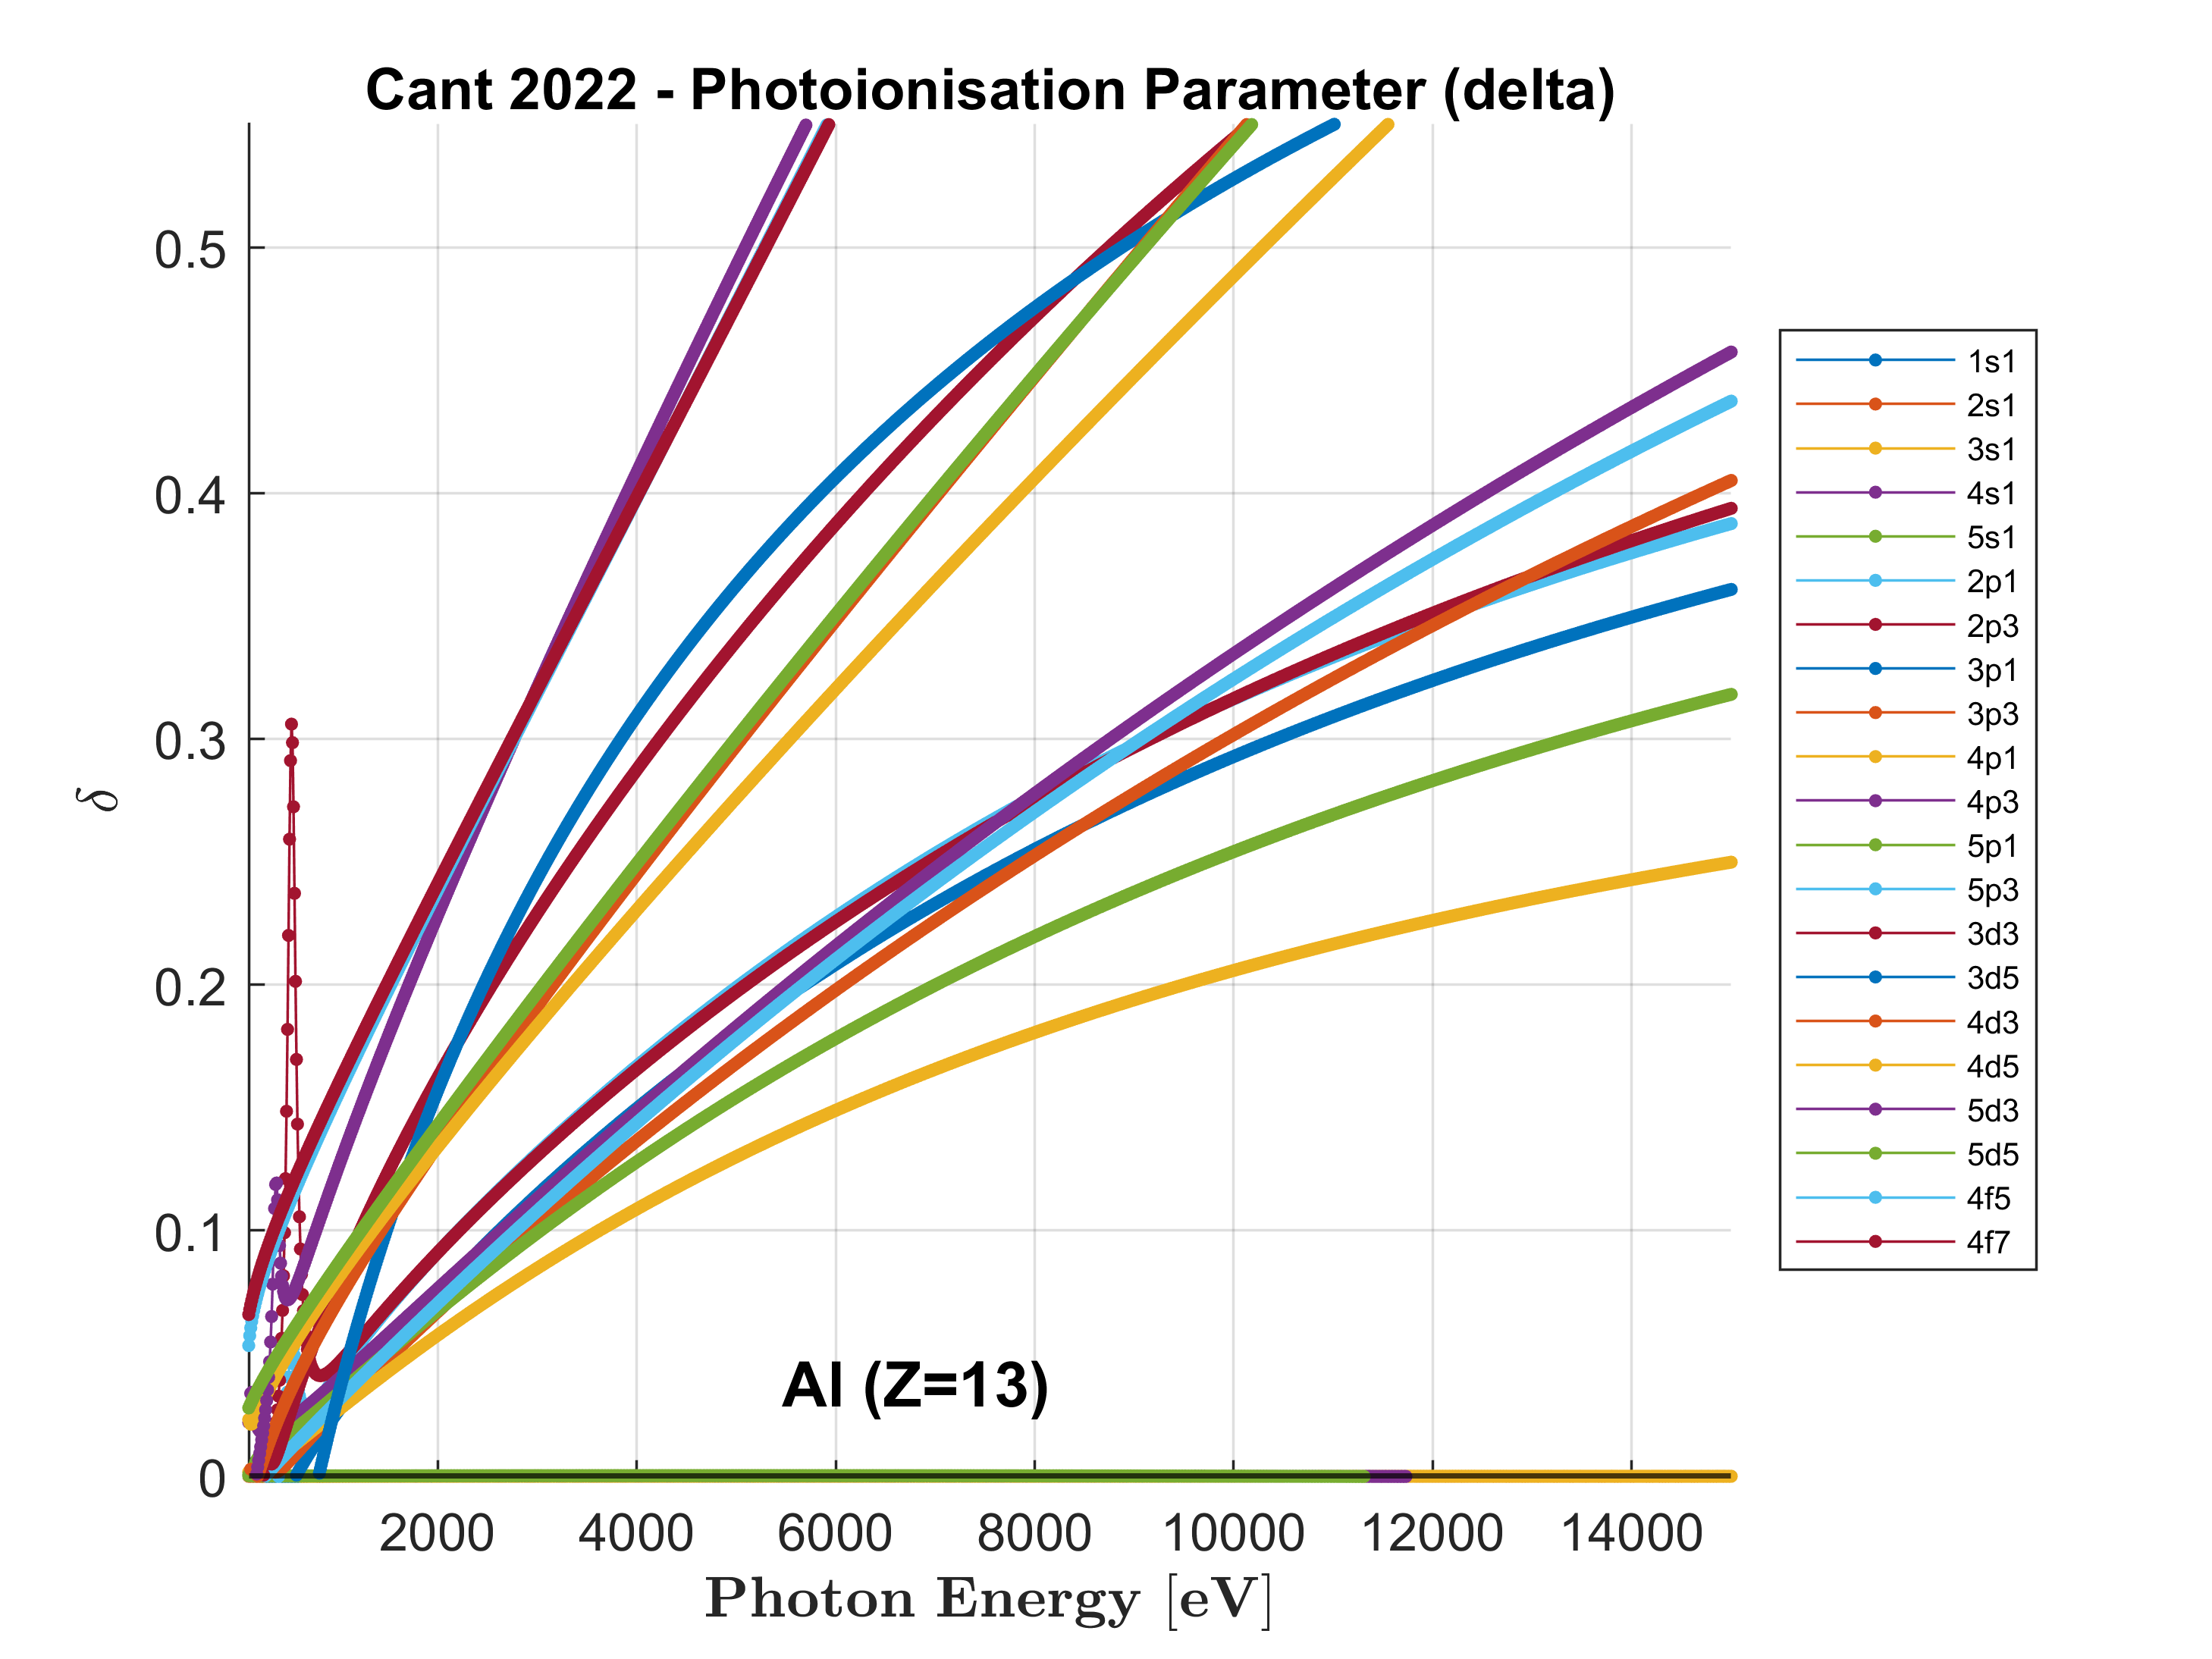 Cant 2022 - Photoionisation Parameter (delta)
0.5
0.4
0.3
0.2
0.1
0
δ
2000 4000 6000 8000 10000 12000 14000
Photon Energy [eV]
Al (Z=13)
1s1
2s1
3s1
4s1
5s1
2p1
2p3
3p1
3p3
4p1
4p3
5p1
5p3
3d3
3d5
4d3
4d5
5d3
5d5
4f5
4f7